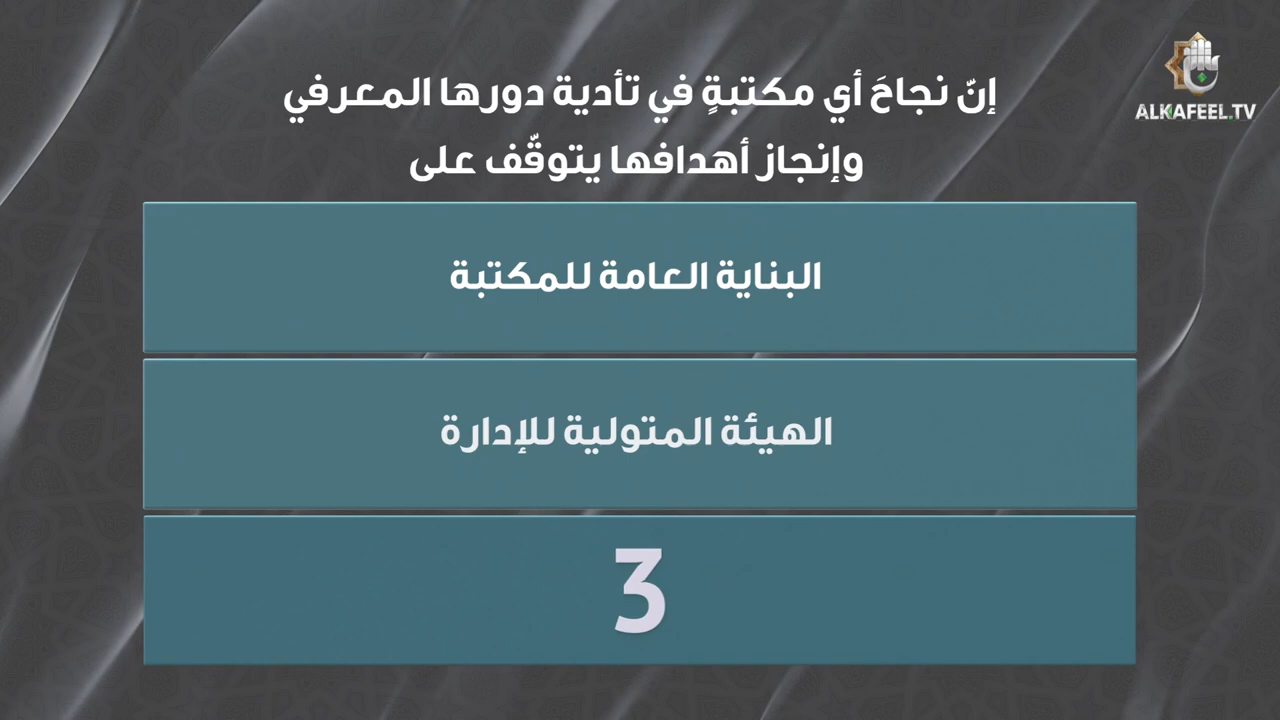 إنّ نجاحَ أي مكتبةٍ في تأدية دورها المعرفي
وإنجاز أهدافها يتوقّف على
البناية العامة للمكتبة
الهيئة المتولية للإدارة
3
ALKAFEEL.TV